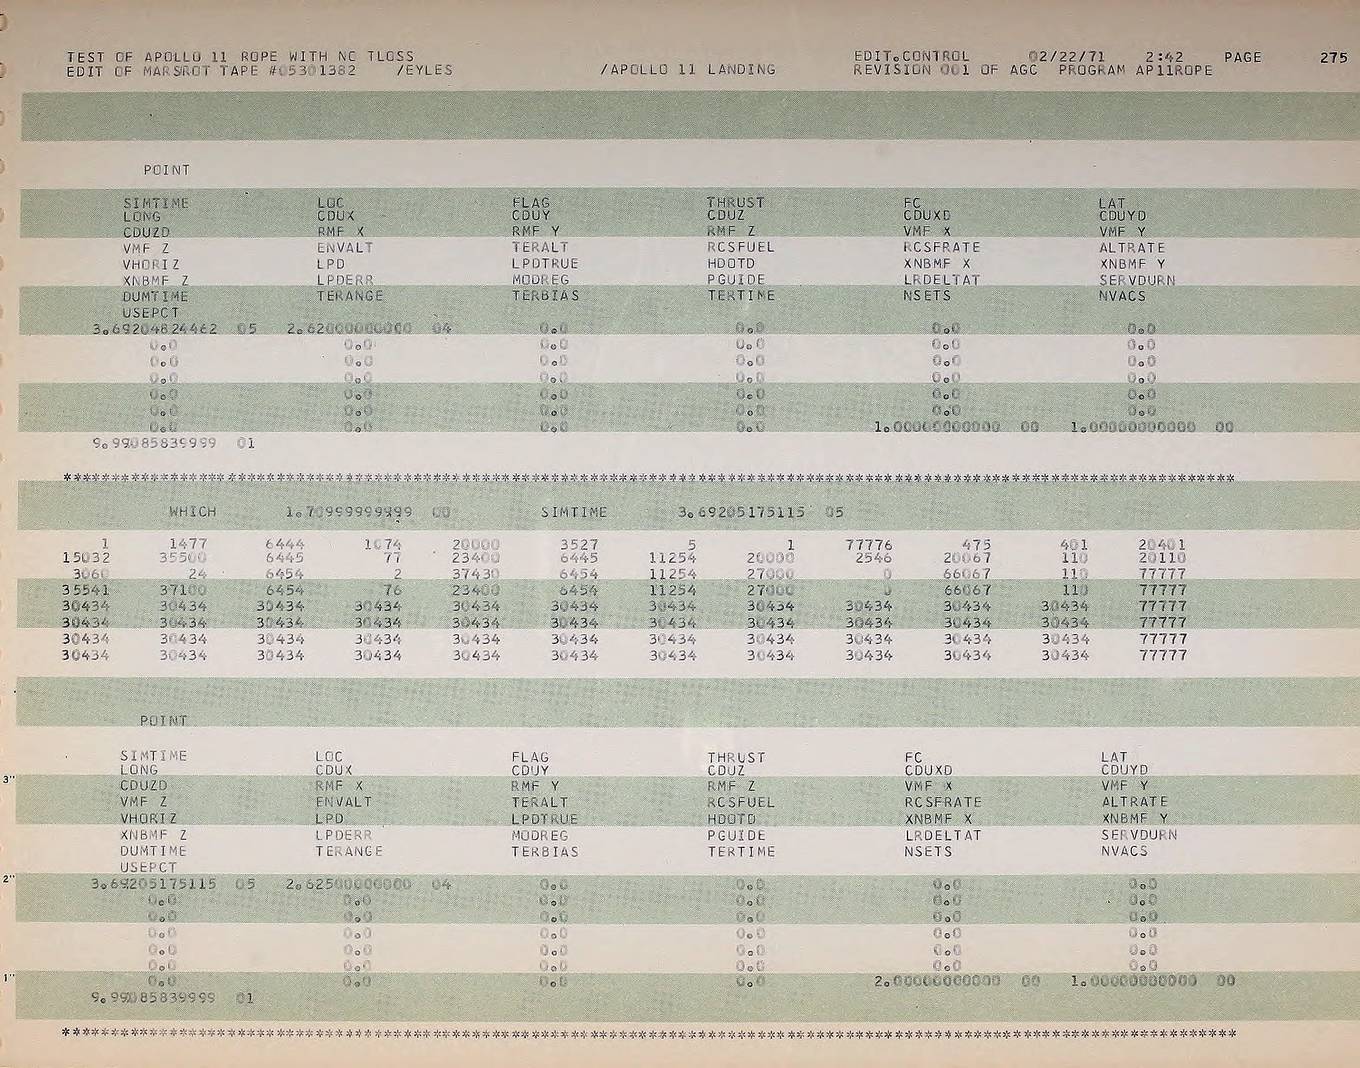 TEST OF APOLLO 11 ROPE WITH NO TLOSS EDIT.CONTROL 02/22/71 2:42 PAGE 275
EDIT OF MARSROT TAPE #05301382 /EYLES /APOLLO 11 LANDING REVISION 001 OF AGC PROGRAM AP11ROPE
POINT
SIMTIME LOC FLAG THRUST FC LAT
LONG CDUX CDUY CDUZ CDUXD CDUYD
CDUZD RMF X RMF Y RMF Z VMF X VMF Y
VMF Z ENVALT TERALT RCSFUEL RCSFRATE ALTRATE
VHORIZ LPD LPDTRUE HDOTD XNBMF X XNBMF Y
XNBMF Z LPDERR MODREG PGUIDE LRDELTAT SERVDURN
DUMTIME TERANGE TERBIAS TERTIME NSETS NVACS
USEPCT
3.69204824462 05 2.62000000000 04 0.0 0.0 0.0 0.0
0.0 0.0 0.0 0.0 0.0 0.0
0.0 0.0 0.0 0.0 0.0 0.0
0.0 0.0 0.0 0.0 0.0 0.0
0.0 0.0 0.0 0.0 0.0 0.0
0.0 0.0 0.0 0.0 0.0 0.0
0.0 0.0 0.0 0.0 1.00000000000 00 1.00000000000 00
9.99085839999 01
************************************************************************************************************************
WHICH 1.70999999999 00 SIMTIME 3.69205175115 05
1 1477 6444 1074 20000 3527 5 1 77776 475 401 20401
15032 35500 6445 77 23400 6445 11254 20000 2546 20067 110 20110
3060 24 6454 2 37430 6454 11254 27000 0 66067 110 77777
35541 37100 6454 76 23400 6454 11254 27000 0 66067 110 77777
30434 30434 30434 30434 30434 30434 30434 30434 30434 30434 30434 77777
30434 30434 30434 30434 30434 30434 30434 30434 30434 30434 30434 77777
30434 30434 30434 30434 30434 30434 30434 30434 30434 30434 30434 77777
30434 30434 30434 30434 30434 30434 30434 30434 30434 30434 30434 77777
POINT
SIMTIME LOC FLAG THRUST FC LAT
LONG CDUX CDUY CDUZ CDUXD CDUYD
3" CDUZD RMF X RMF Y RMF Z VMF X VMF Y
VMF Z ENVALT TERALT RCSFUEL RCSFRATE ALTRATE
VHORIZ LPD LPDTRUE HDOTD XNBMF X XNBMF Y
XNBMF Z LPDERR MODREG PGUIDE LRDELTAT SERVDURN
DUMTIME TERANGE TERBIAS TERTIME NSETS NVACS
USEPCT
2" 3.69205175115 05 2.62500000000 04 0.0 0.0 0.0 0.0
0.0 0.0 0.0 0.0 0.0 0.0
0.0 0.0 0.0 0.0 0.0 0.0
0.0 0.0 0.0 0.0 0.0 0.0
0.0 0.0 0.0 0.0 0.0 0.0
1" 0.0 0.0 0.0 0.0 2.00000000000 00 1.00000000000 00
9.99085839999 01
************************************************************************************************************************